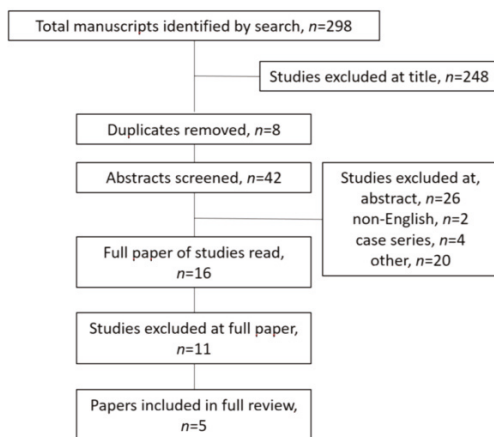 Total manuscripts identified by search, n=298
Studies excluded at title, n=248
Duplicates removed, n=8
Abstracts screened, n=42
Studies excluded at,
abstract, n=26
non-English, n=2
case series, n=4
other, n=20
Full paper of studies read,
n=16
Studies excluded at full paper,
n=11
Papers included in full review,
n=5